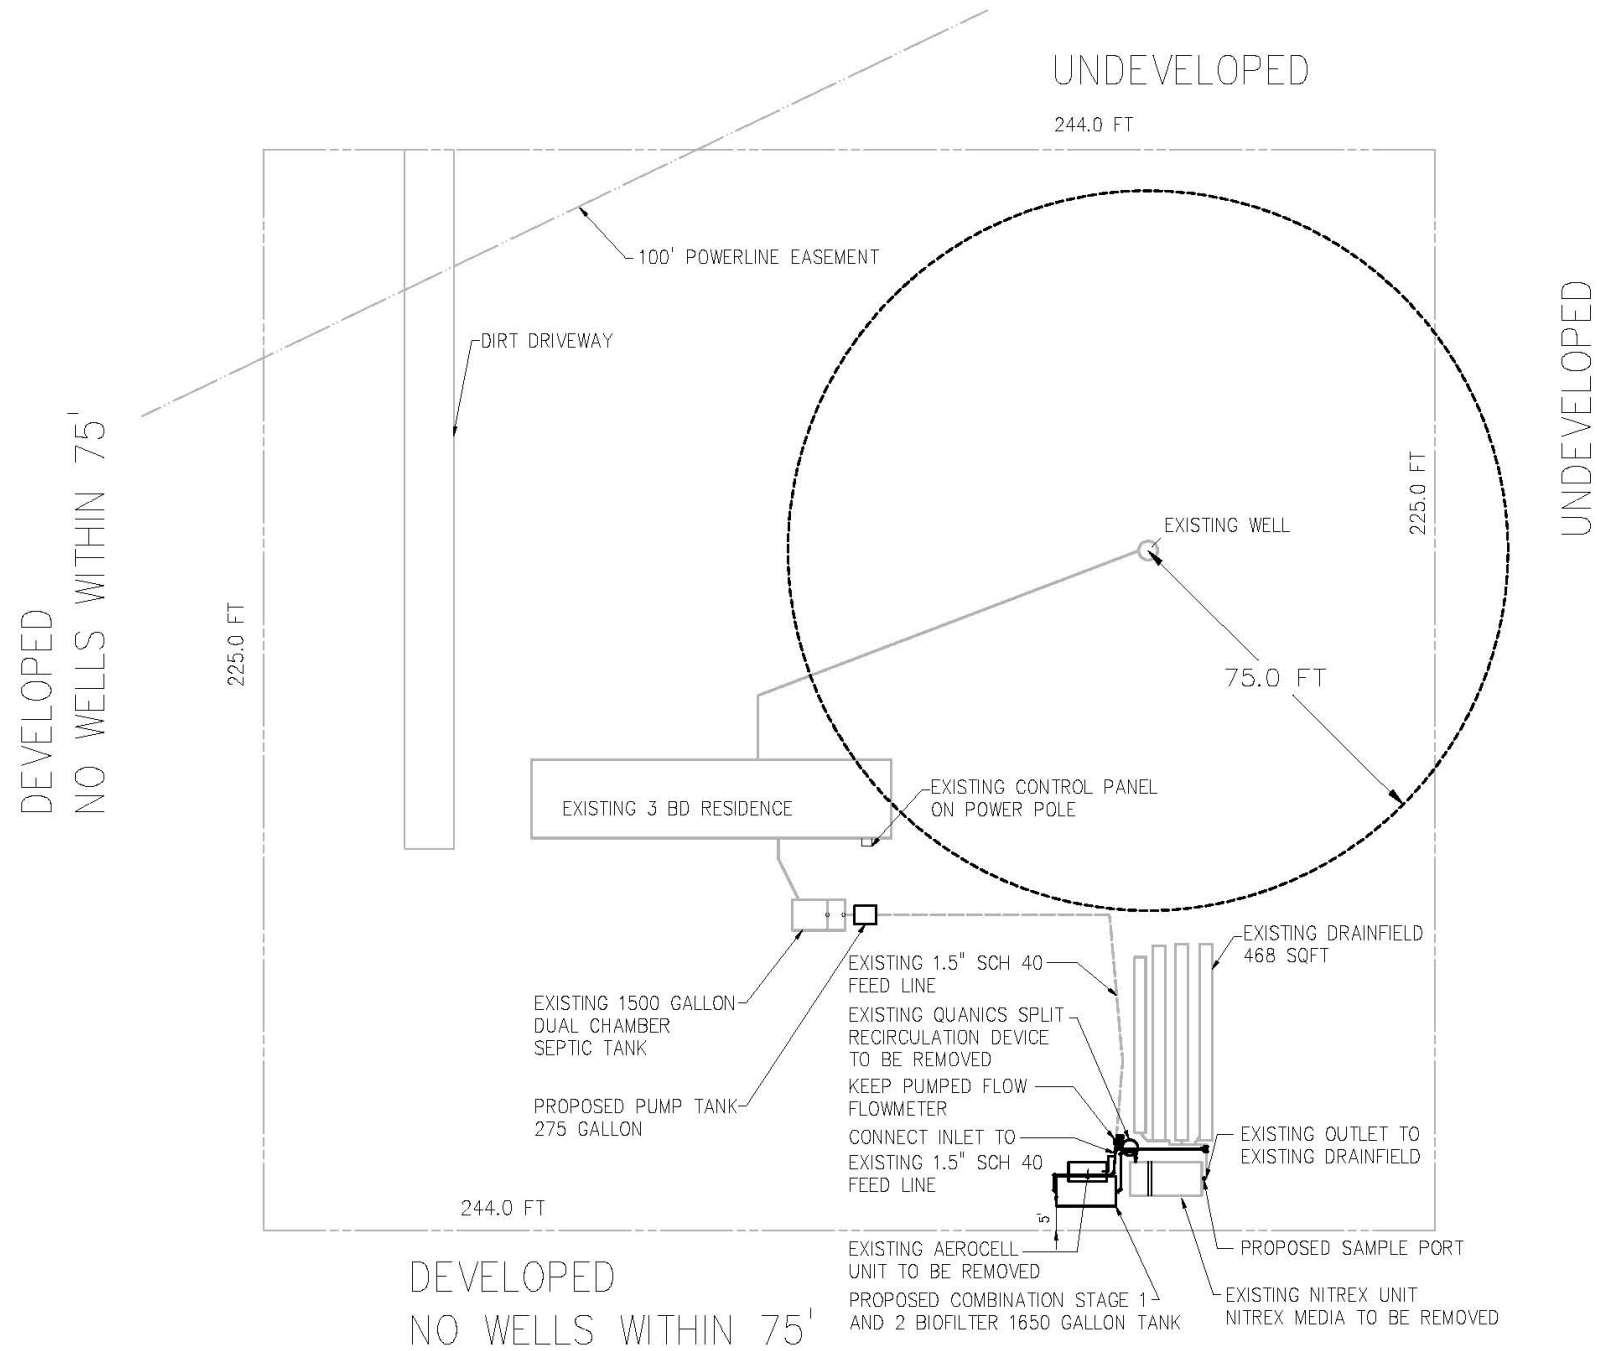 UNDEVELOPED
244.0 FT
100' POWERLINE EASEMENT
DIRT DRIVEWAY
UNDEVELOPED
225.0 FT
EXISTING WELL
75.0 FT
DEVELOPED
NO WELLS WITHIN 75'
225.0 FT
EXISTING 3 BD RESIDENCE
EXISTING CONTROL PANEL
ON POWER POLE
EXISTING DRAINFIELD
468 SQFT
EXISTING 1.5" SCH 40
FEED LINE
EXISTING 1500 GALLON
DUAL CHAMBER
SEPTIC TANK
EXISTING QUANICS SPLIT
RECIRCULATION DEVICE
TO BE REMOVED
KEEP PUMPED FLOW
FLOWMETER
PROPOSED PUMP TANK
275 GALLON
CONNECT INLET TO
EXISTING 1.5" SCH 40
FEED LINE
EXISTING OUTLET TO
EXISTING DRAINFIELD
244.0 FT
5'
EXISTING AEROCELL
UNIT TO BE REMOVED
PROPOSED SAMPLE PORT
PROPOSED COMBINATION STAGE 1
AND 2 BIOFILTER 1650 GALLON TANK
EXISTING NITREX UNIT
NITREX MEDIA TO BE REMOVED
DEVELOPED
NO WELLS WITHIN 75'